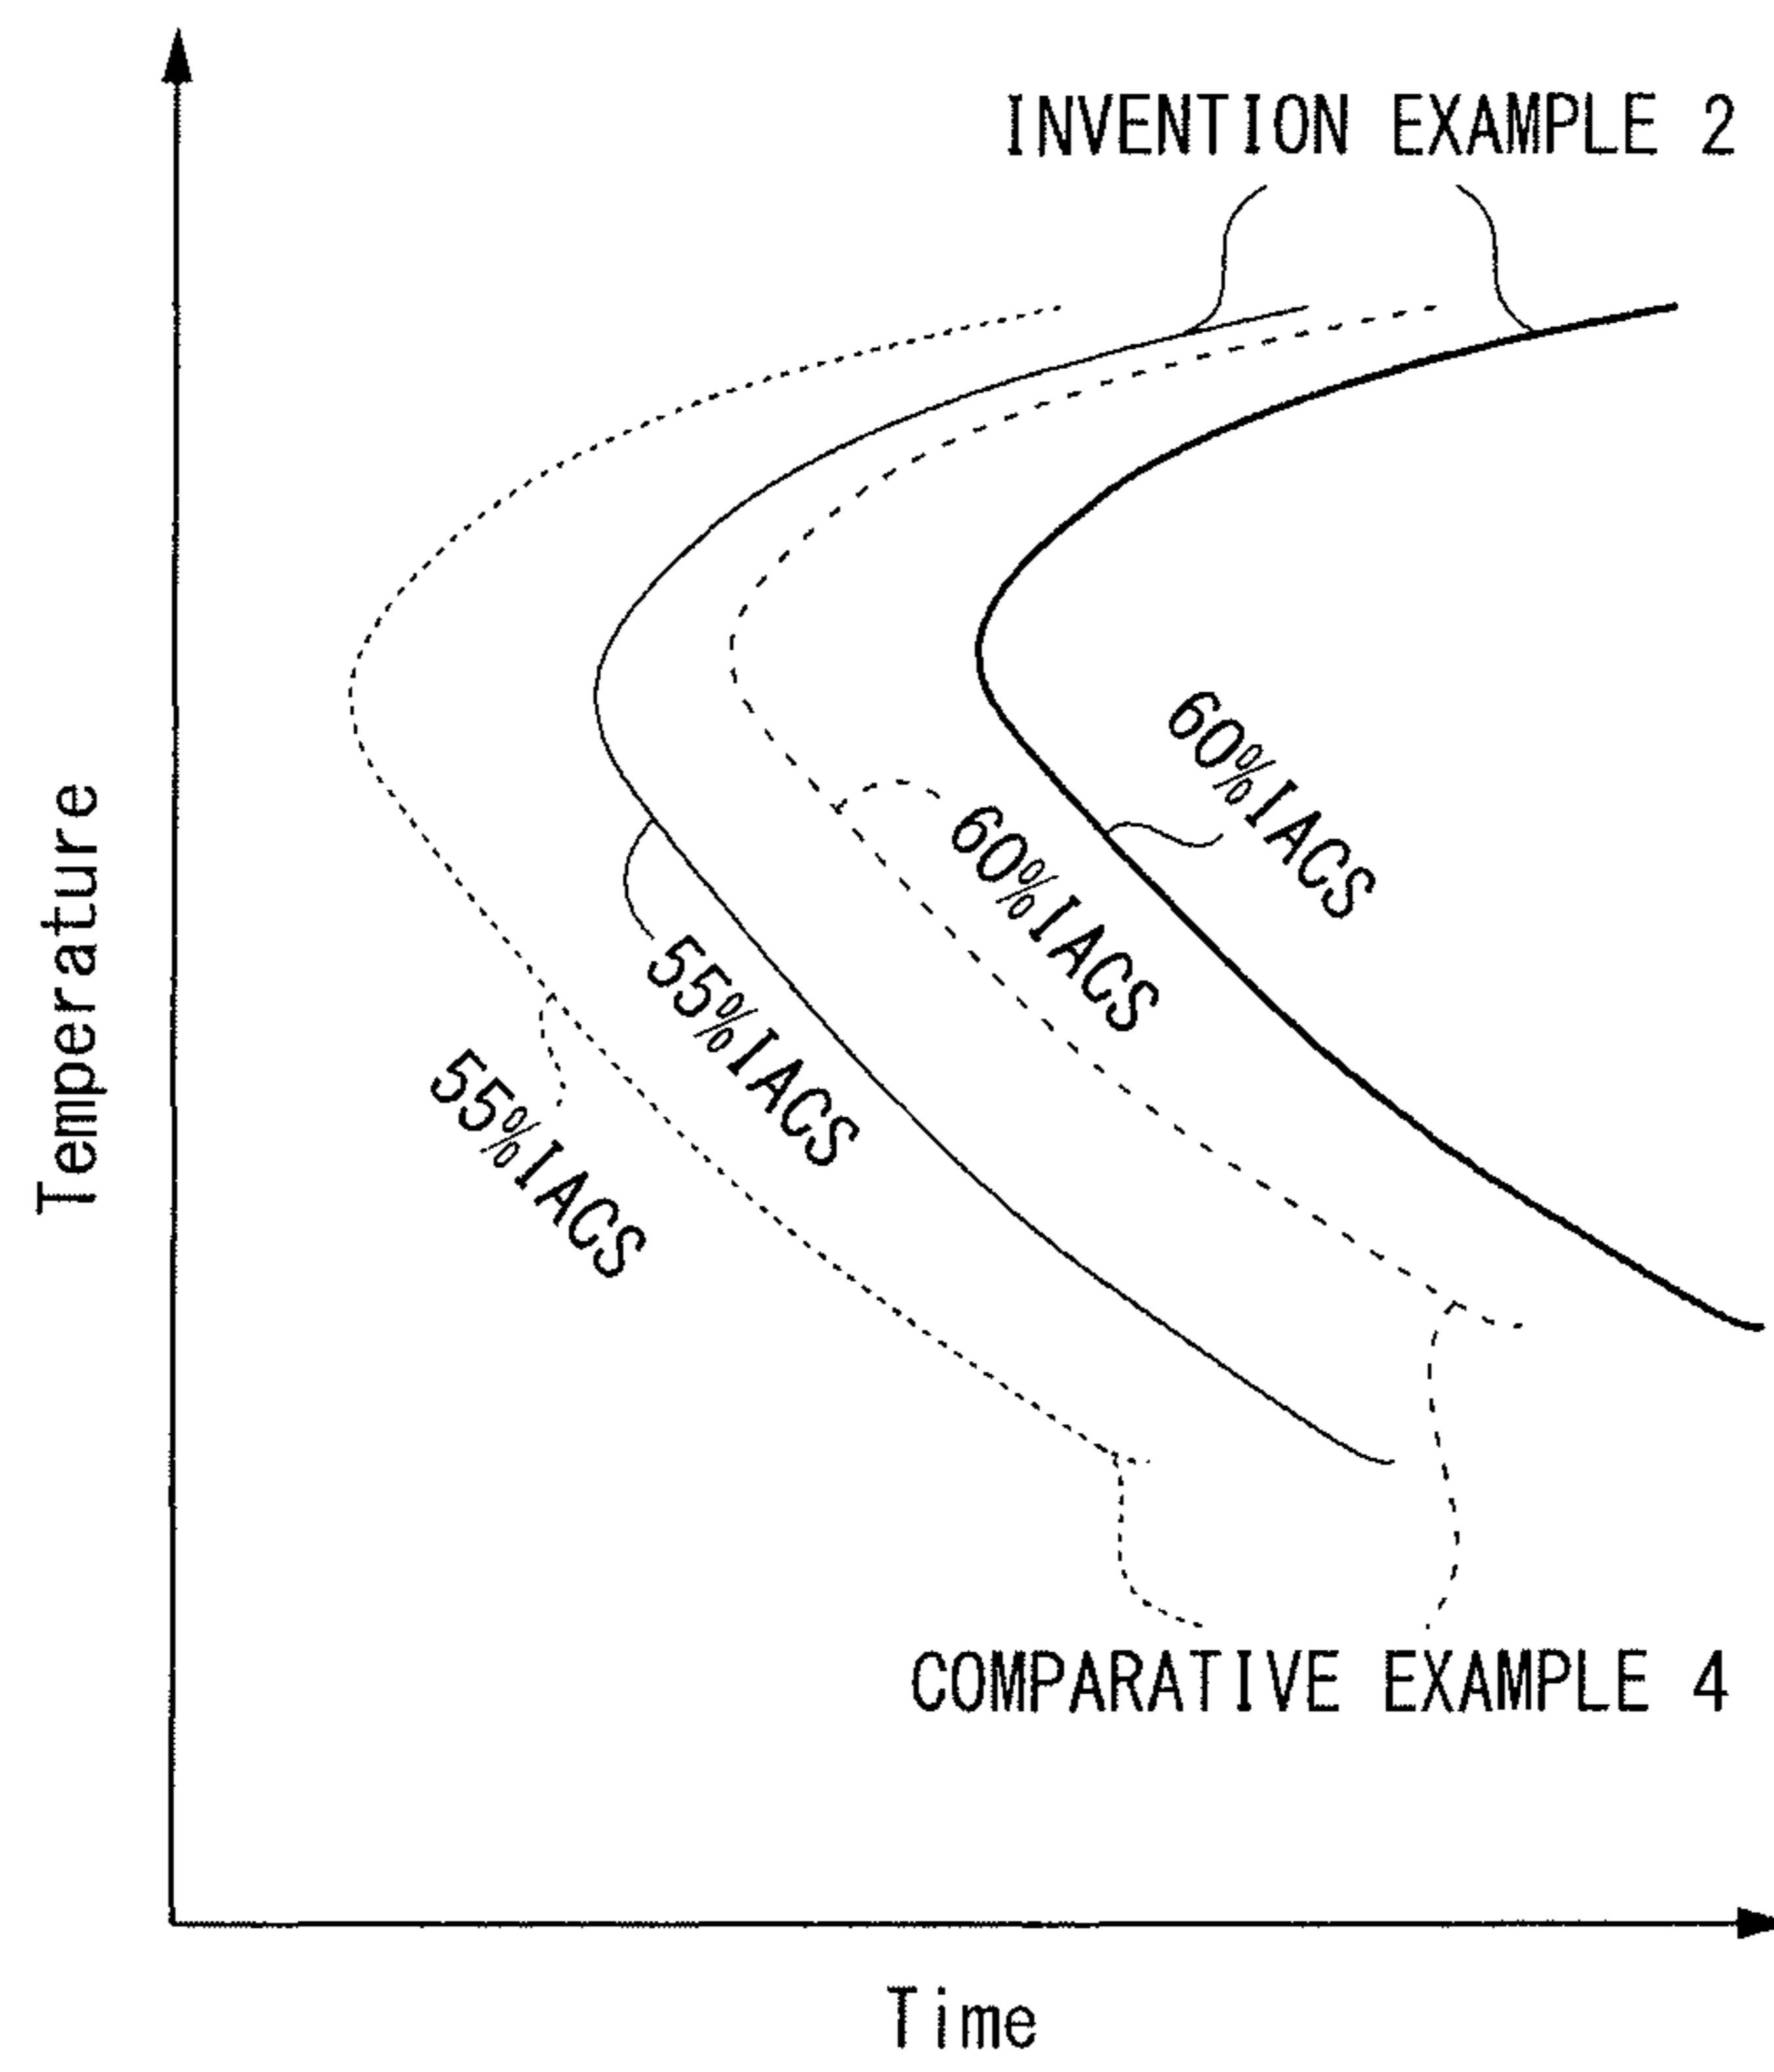 INVENTION EXAMPLE 2
60%IACS
60%IACS
55%IACS
55%IACS
Temperature
COMPARATIVE EXAMPLE 4
Time